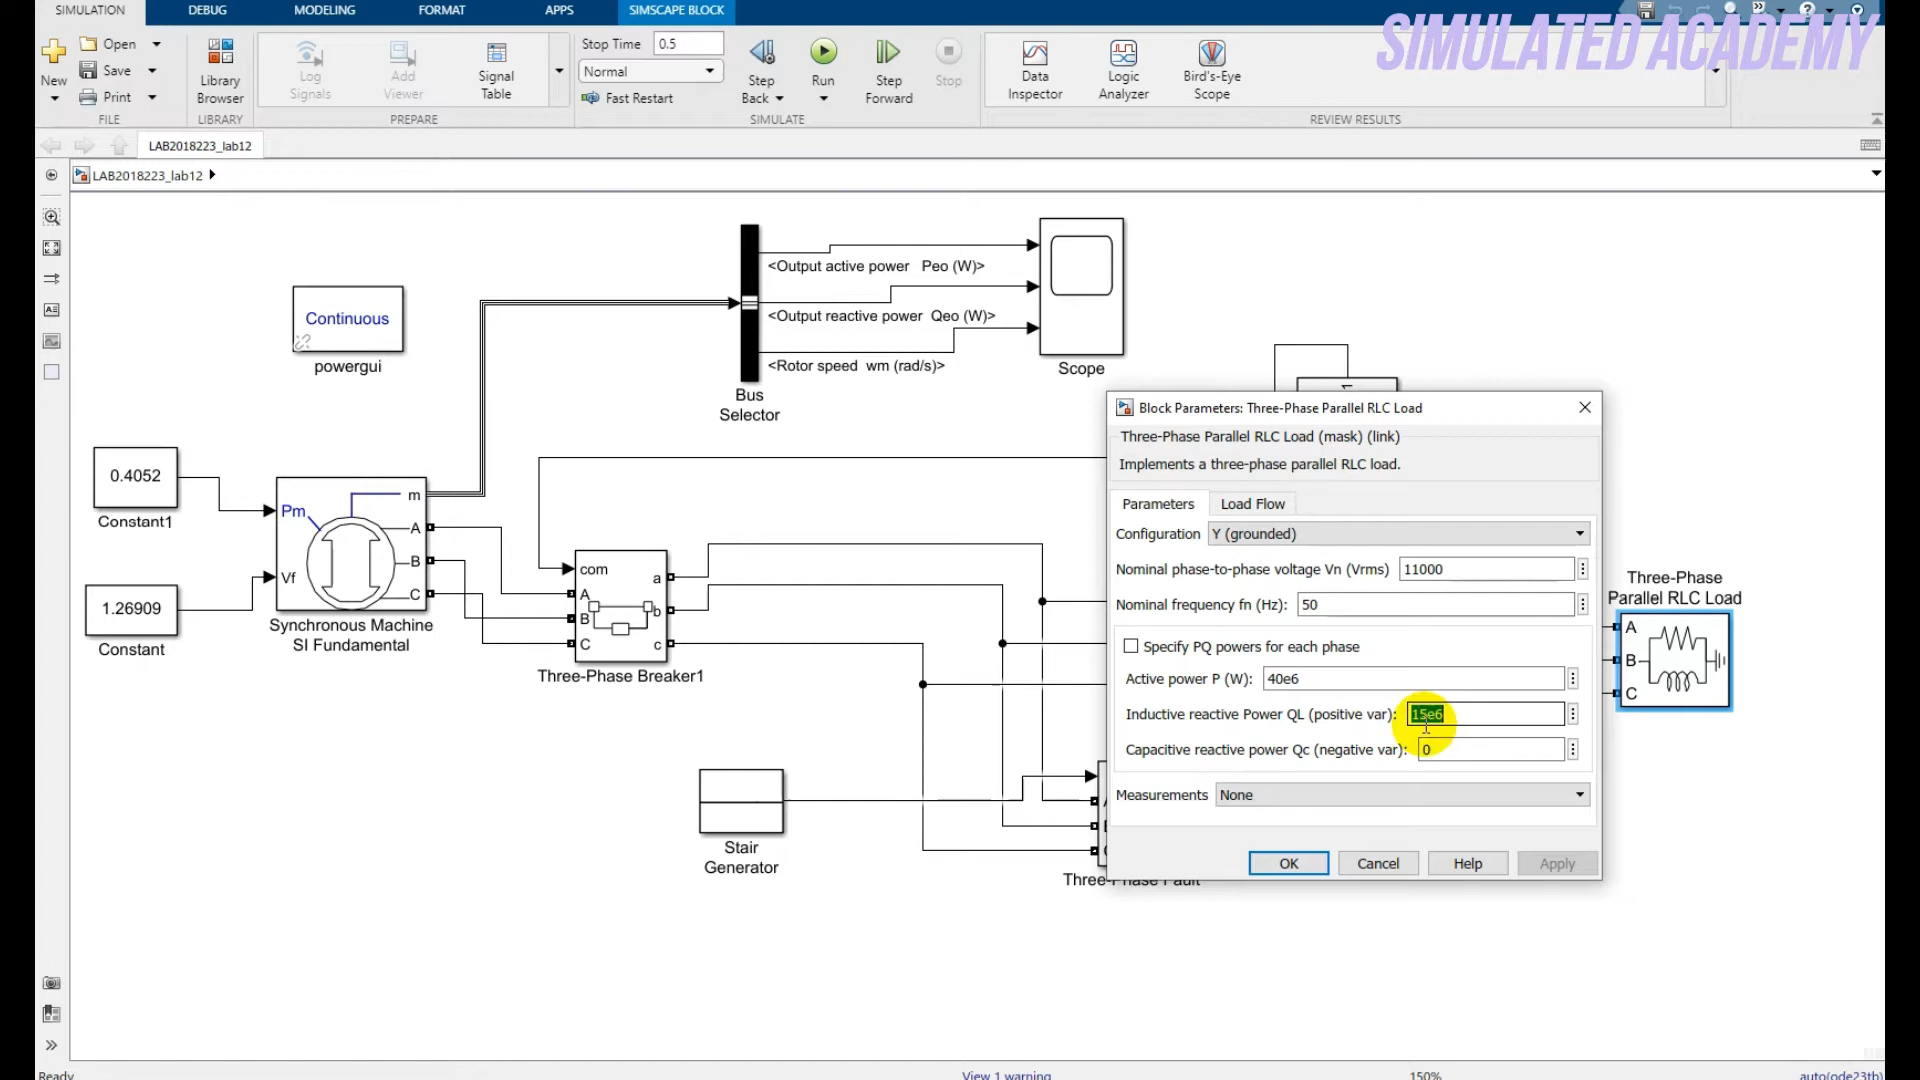 SIMULATION
DEBUG
MODELING
FORMAT
APPS
SIMSCAPE BLOCK
SIMULATED ACADEMY
New
Open
Save
Print
FILE
Library
Browser
LIBRARY
Log
Signals
Add
Viewer
Signal
Table
PREPARE
Stop Time 0.5
Normal
Fast Restart
Step
Back
Run
Step
Forward
Stop
SIMULATE
Data
Inspector
Logic
Analyzer
Bird's-Eye
Scope
REVIEW RESULTS
LAB2018223_lab12
LAB2018223_lab12
Continuous
powergui
<Output active power Peo (W)>
<Output reactive power Qeo (W)>
<Rotor speed wm (rad/s)>
Bus
Selector
Scope
0.4052
Constant1
1.26909
Constant
Pm
Vf
m
A
B
C
Synchronous Machine
SI Fundamental
com
A
B
C
a
b
c
Three-Phase Breaker1
Stair
Generator
Three-Phase Fault
Block Parameters: Three-Phase Parallel RLC Load
Three-Phase Parallel RLC Load (mask) (link)
Implements a three-phase parallel RLC load.
Parameters
Load Flow
Configuration Y (grounded)
Nominal phase-to-phase voltage Vn (Vrms) 11000
Nominal frequency fn (Hz): 50
Specify PQ powers for each phase
Active power P (W): 40e6
Inductive reactive Power QL (positive var): 15e6
Capacitive reactive power Qc (negative var): 0
Measurements None
OK
Cancel
Help
Apply
Three-Phase
Parallel RLC Load
A
B
C
Ready
View 1 warning
150%
auto(ode23tb)